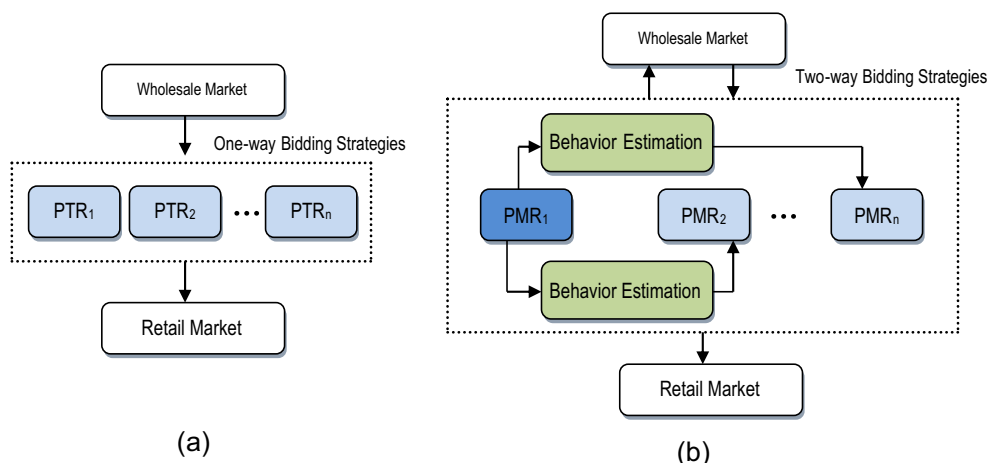 Wholesale Market
One-way Bidding Strategies
PTR₁ PTR₂ ••• PTRₙ
Retail Market
(a)
Wholesale Market
Two-way Bidding Strategies
Behavior Estimation
PMR₁ PMR₂ ••• PMRₙ
Behavior Estimation
Retail Market
(b)